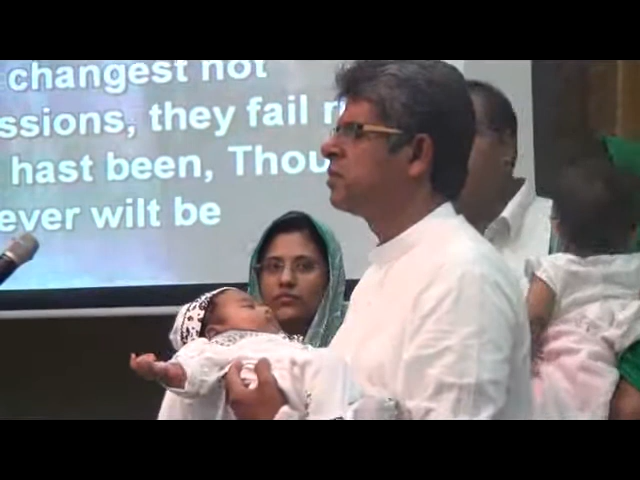 changest not
ssions, they fail n
hast been, Thou
ever wilt be